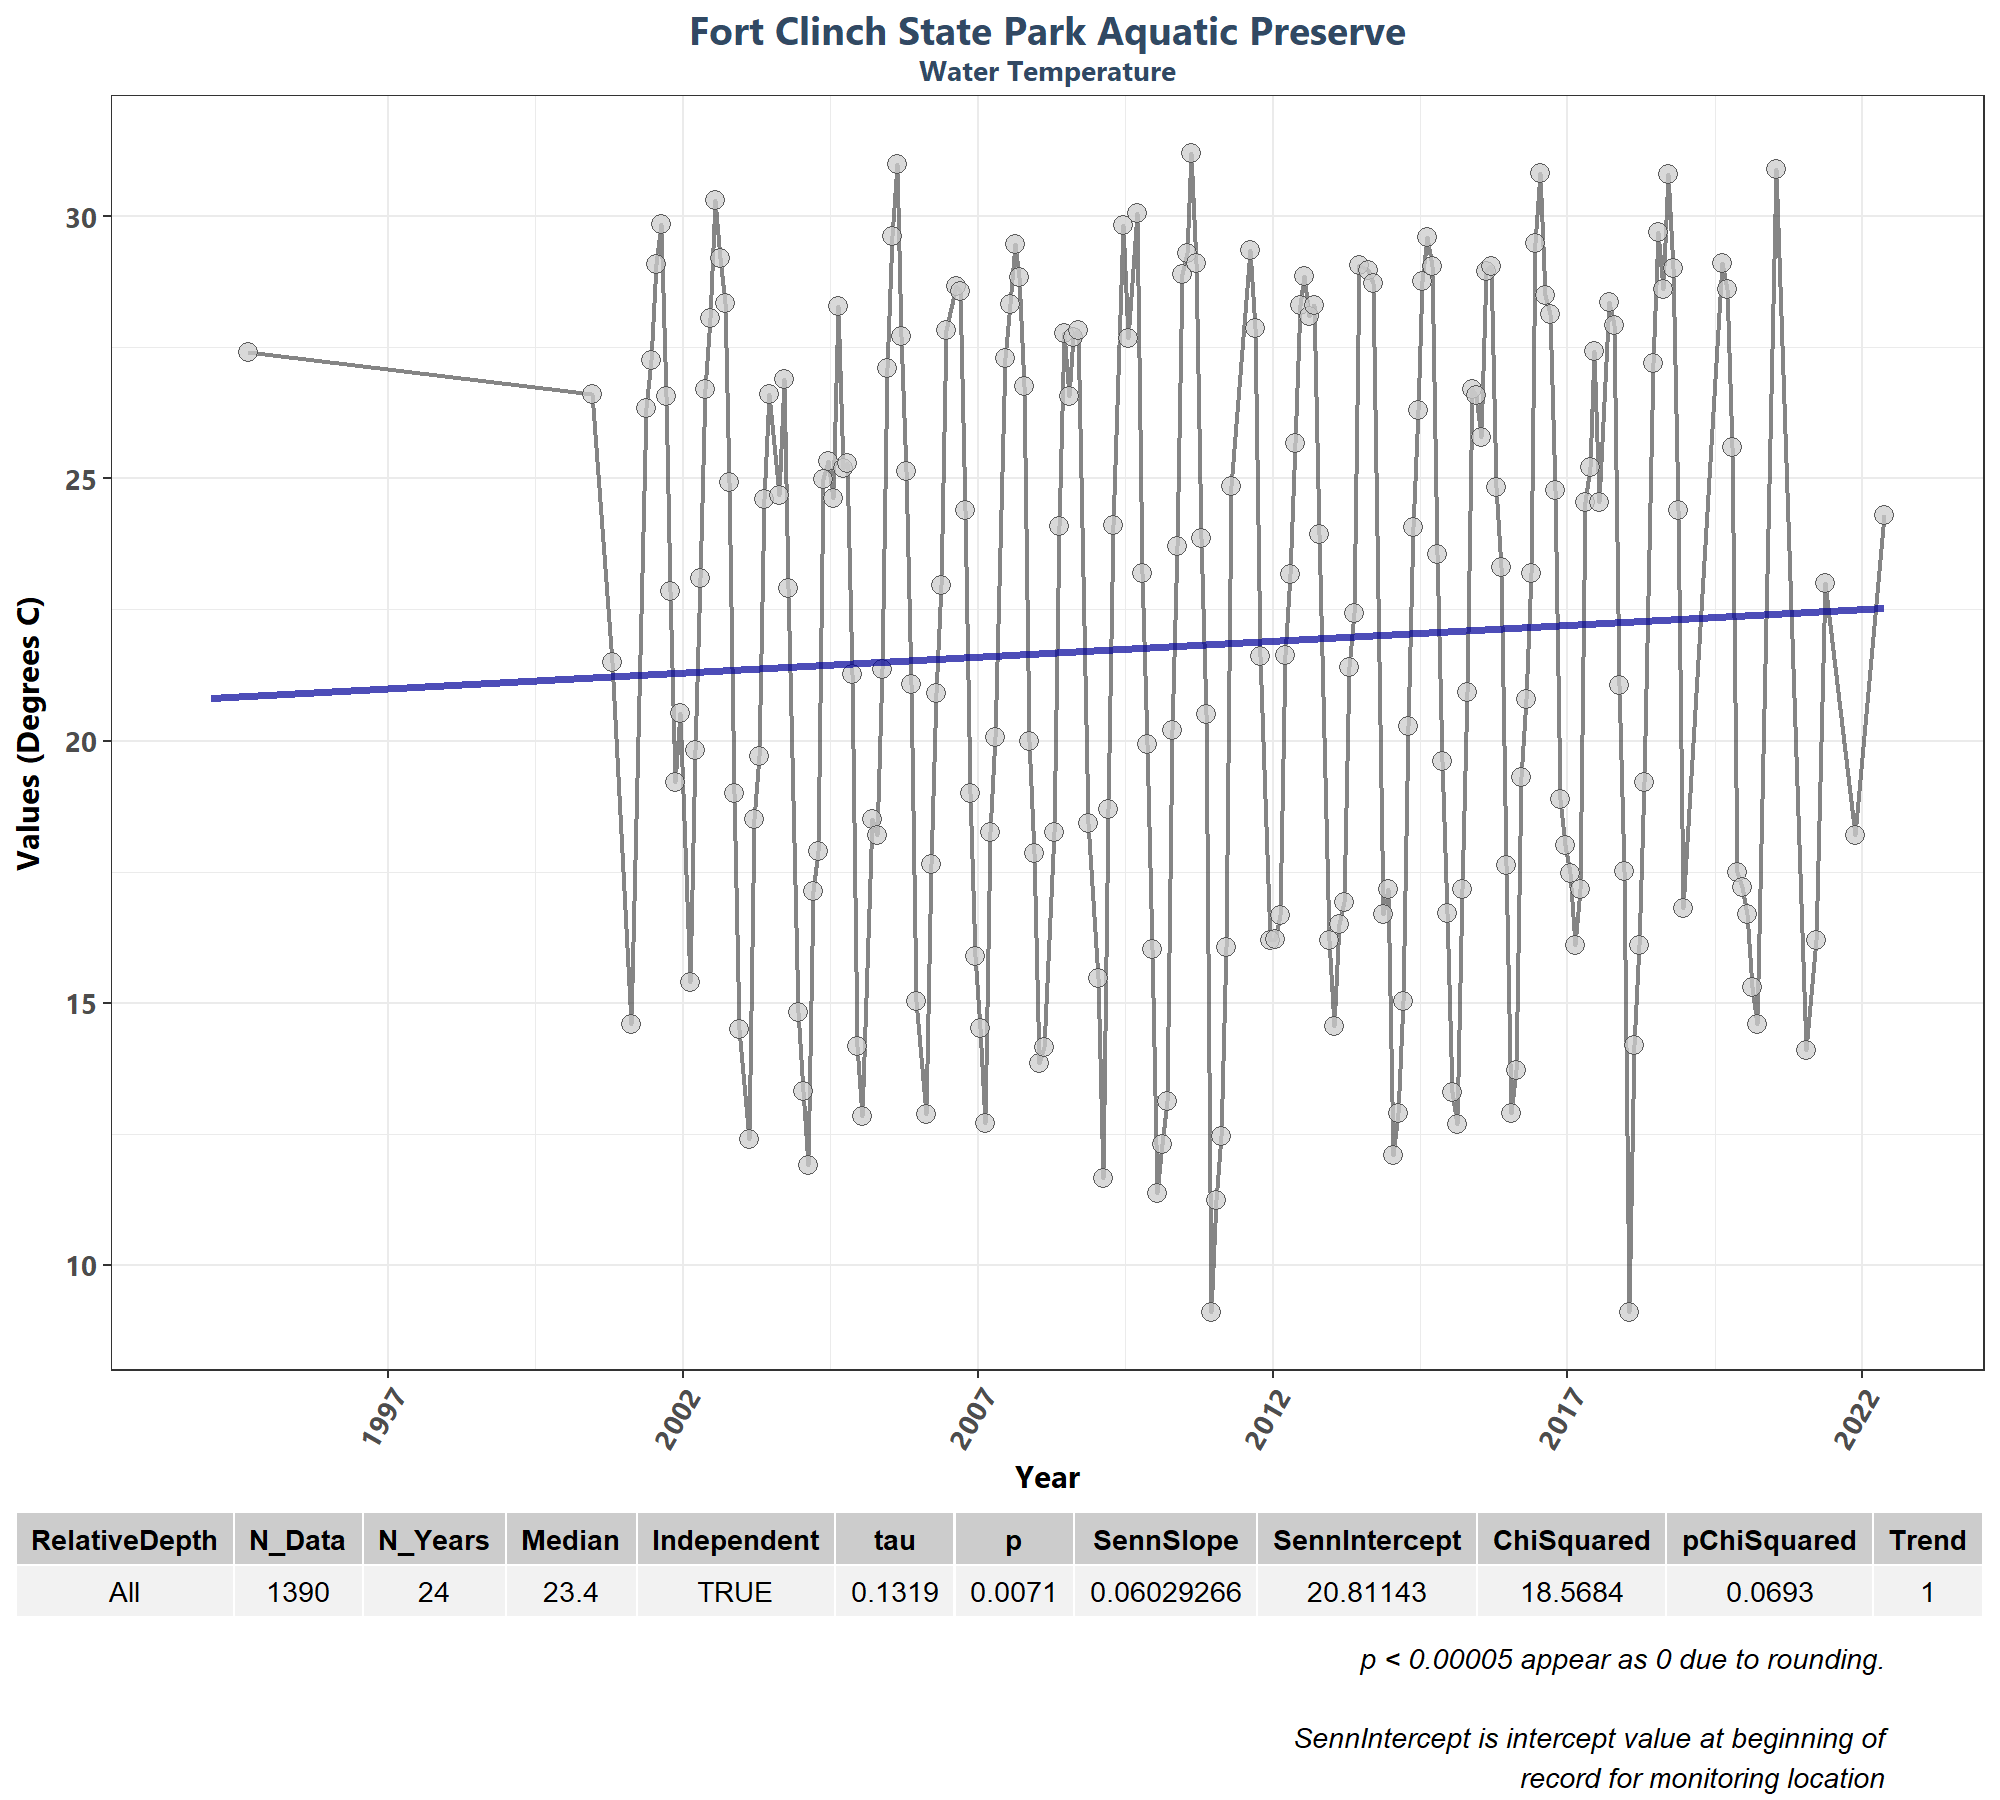 Fort Clinch State Park Aquatic Preserve
Water Temperature
Values (Degrees C)
30
25
20
15
10
1997
2002
2007
2012
2017
2022
Year
RelativeDepth N_Data N_Years Median Independent tau p SennSlope SennIntercept ChiSquared pChiSquared Trend
All 1390 24 23.4 TRUE 0.1319 0.0071 0.06029266 20.81143 18.5684 0.0693 1
p < 0.00005 appear as 0 due to rounding.
SennIntercept is intercept value at beginning of
record for monitoring location